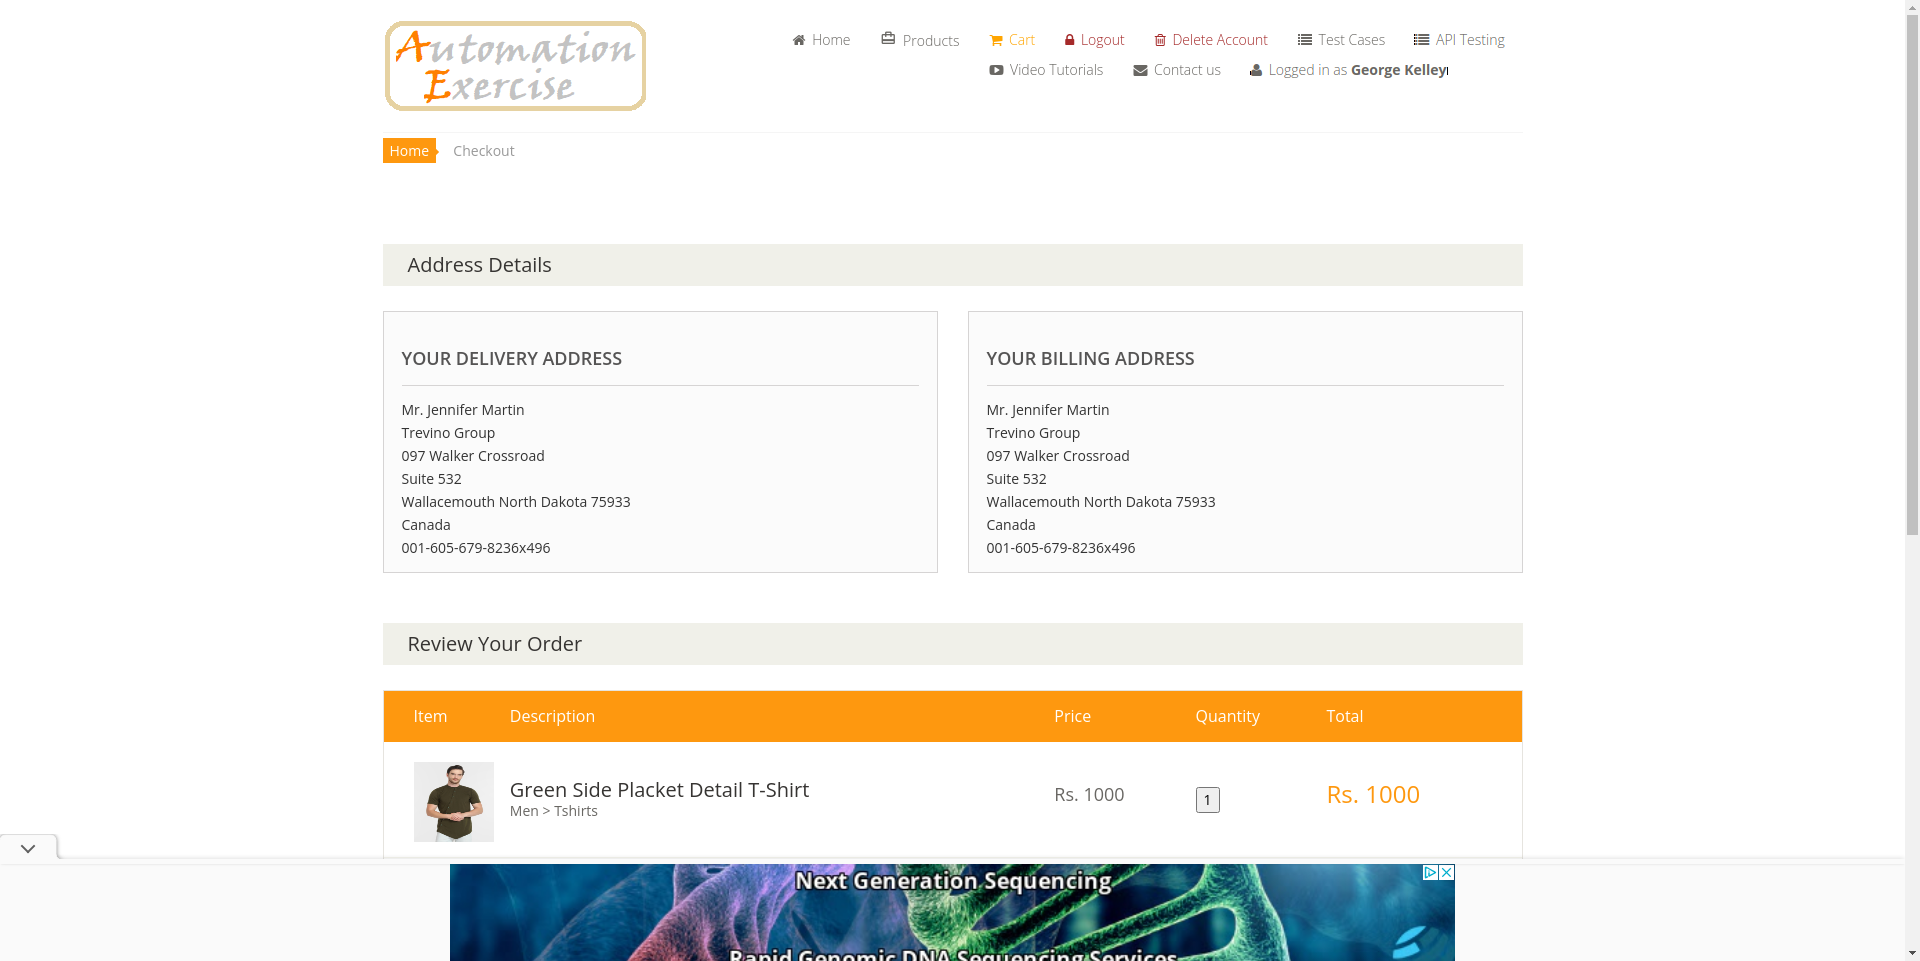 Automation
Exercise
Home
Products
Cart
Logout
Delete Account
Test Cases
API Testing
Video Tutorials
Contact us
Logged in as George Kelley
Home
Checkout
Address Details
YOUR DELIVERY ADDRESS
Mr. Jennifer Martin
Trevino Group
097 Walker Crossroad
Suite 532
Wallacemouth North Dakota 75933
Canada
001-605-679-8236x496
YOUR BILLING ADDRESS
Mr. Jennifer Martin
Trevino Group
097 Walker Crossroad
Suite 532
Wallacemouth North Dakota 75933
Canada
001-605-679-8236x496
Review Your Order
Item Description Price Quantity Total
Green Side Placket Detail T-Shirt
Men > Tshirts
Rs. 1000
1
Rs. 1000
Next Generation Sequencing
Rapid Genomic DNA Sequencing Services